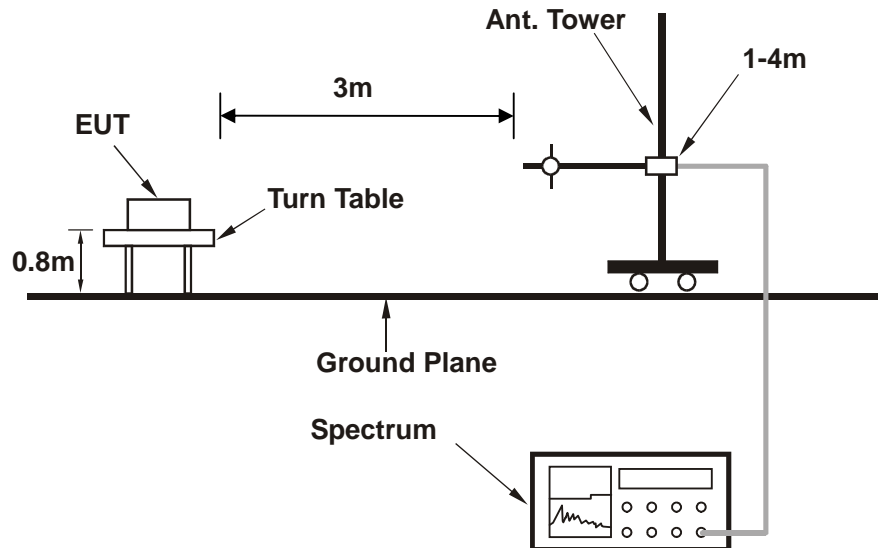 Ant. Tower
1-4m
3m
EUT
Turn Table
0.8m
Ground Plane
Spectrum